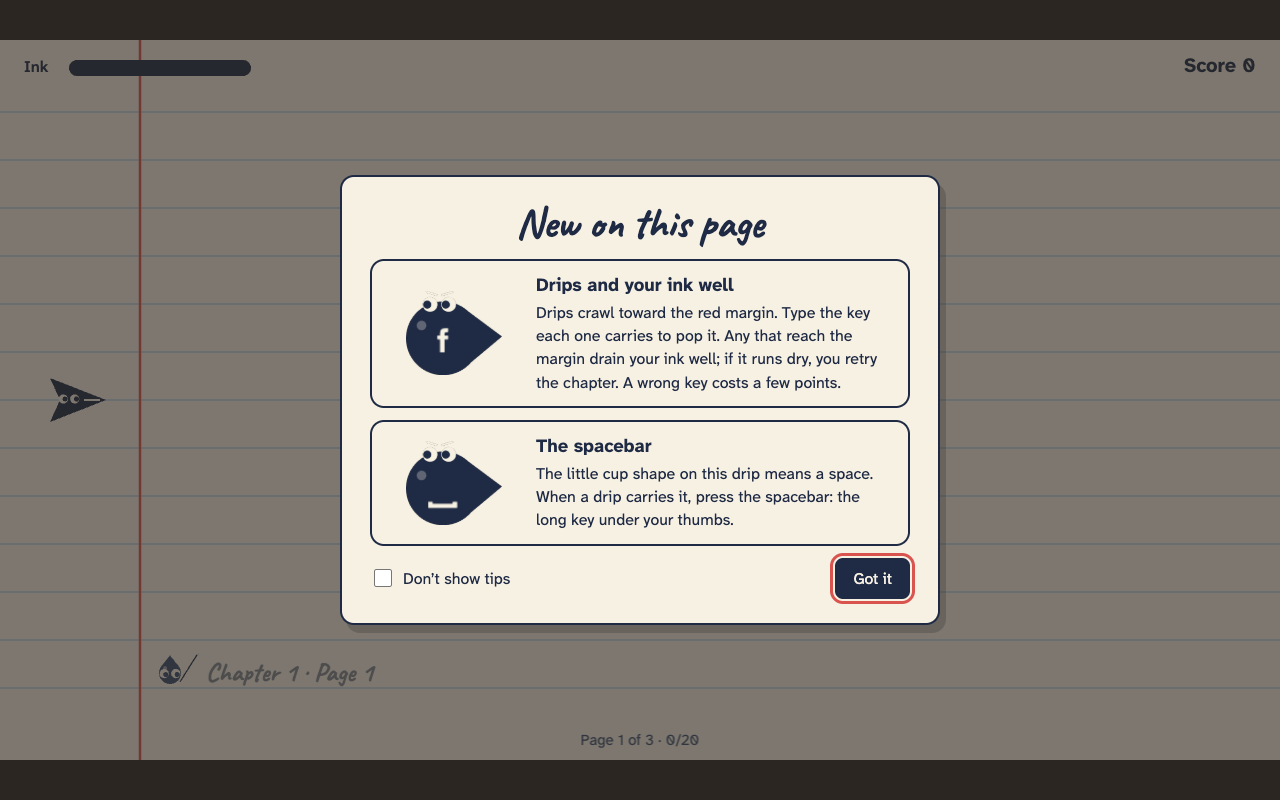 Ink
Score 0
New on this page
Drips and your ink well
Drips crawl toward the red margin. Type the key
each one carries to pop it. Any that reach the
margin drain your ink well; if it runs dry, you retry
the chapter. A wrong key costs a few points.
f
The spacebar
The little cup shape on this drip means a space.
When a drip carries it, press the spacebar: the
long key under your thumbs.
Don’t show tips
Got it
Chapter 1 · Page 1
Page 1 of 3 · 0/20